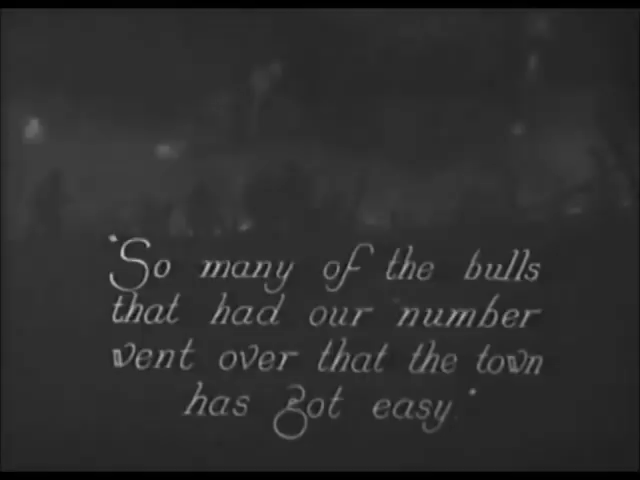 "So many of the bulls
that had our number
went over that the town
has got easy."